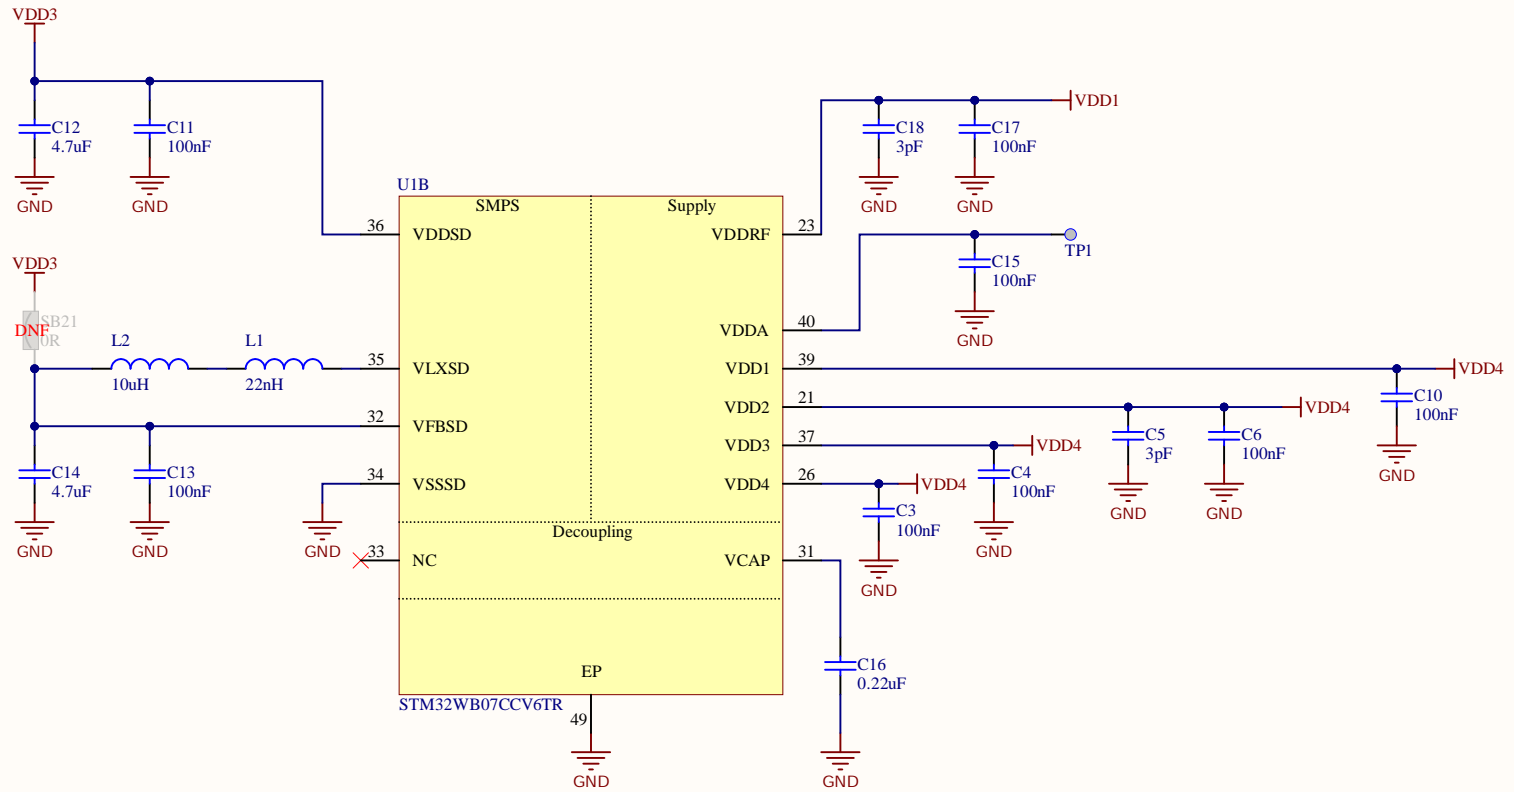 VDD3
C12
4.7uF
GND
C11
100nF
GND
VDD3
SB21
0R
DNF
L2
10uH
L1
22nH
C14
4.7uF
GND
C13
100nF
GND
GND
U1B
SMPS
Supply
36
VDDSD
35
VLXSD
32
VFBSD
34
VSSSD
33
NC
Decoupling
VDDRF
23
VDDA
40
VDD1
39
VDD2
21
VDD3
37
VDD4
26
VCAP
31
EP
STM32WB07CCV6TR
49
GND
C18
3pF
GND
C17
100nF
GND
VDD1
C15
100nF
GND
TP1
VDD4
C10
100nF
GND
VDD4
C5
3pF
GND
C6
100nF
GND
VDD4
C4
100nF
GND
VDD4
C3
100nF
GND
C16
0.22uF
GND